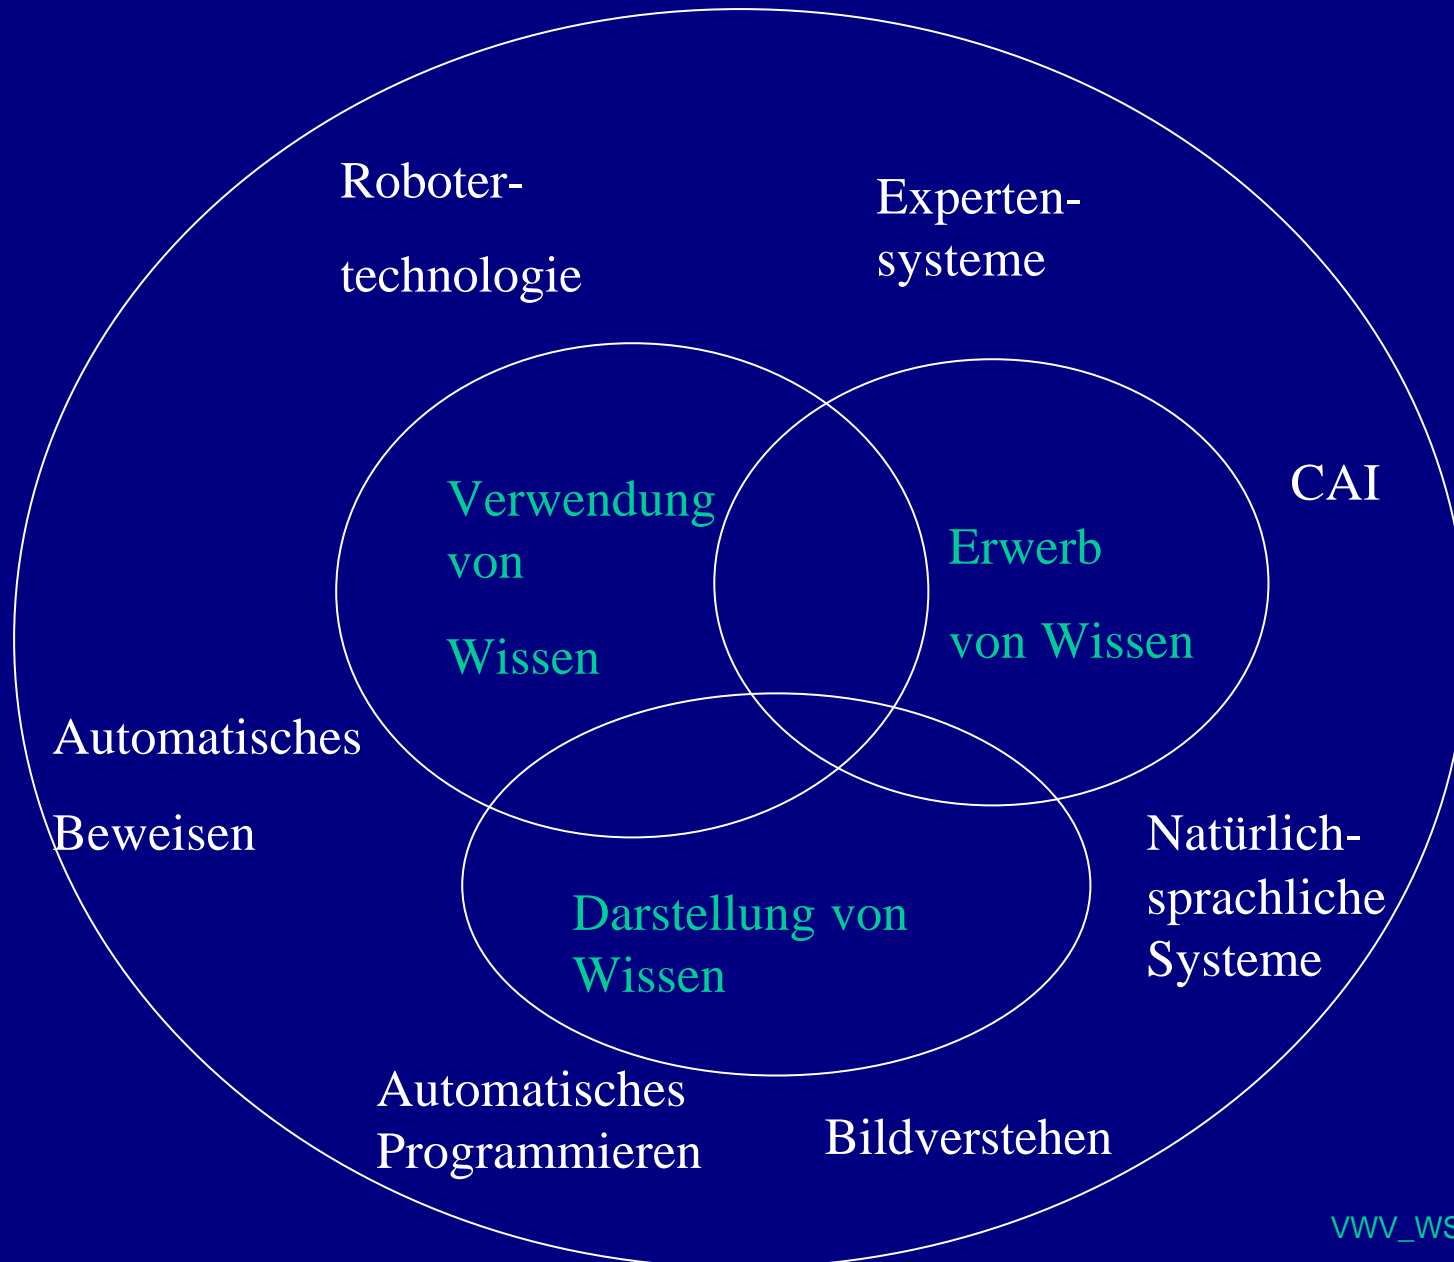 Roboter-
technologie
Experten-
systeme
Verwendung
von
Wissen
Erwerb
von Wissen
CAI
Automatisches
Beweisen
Natürlich-
sprachliche
Systeme
Darstellung von
Wissen
Automatisches
Programmieren
Bildverstehen
VWV_WS